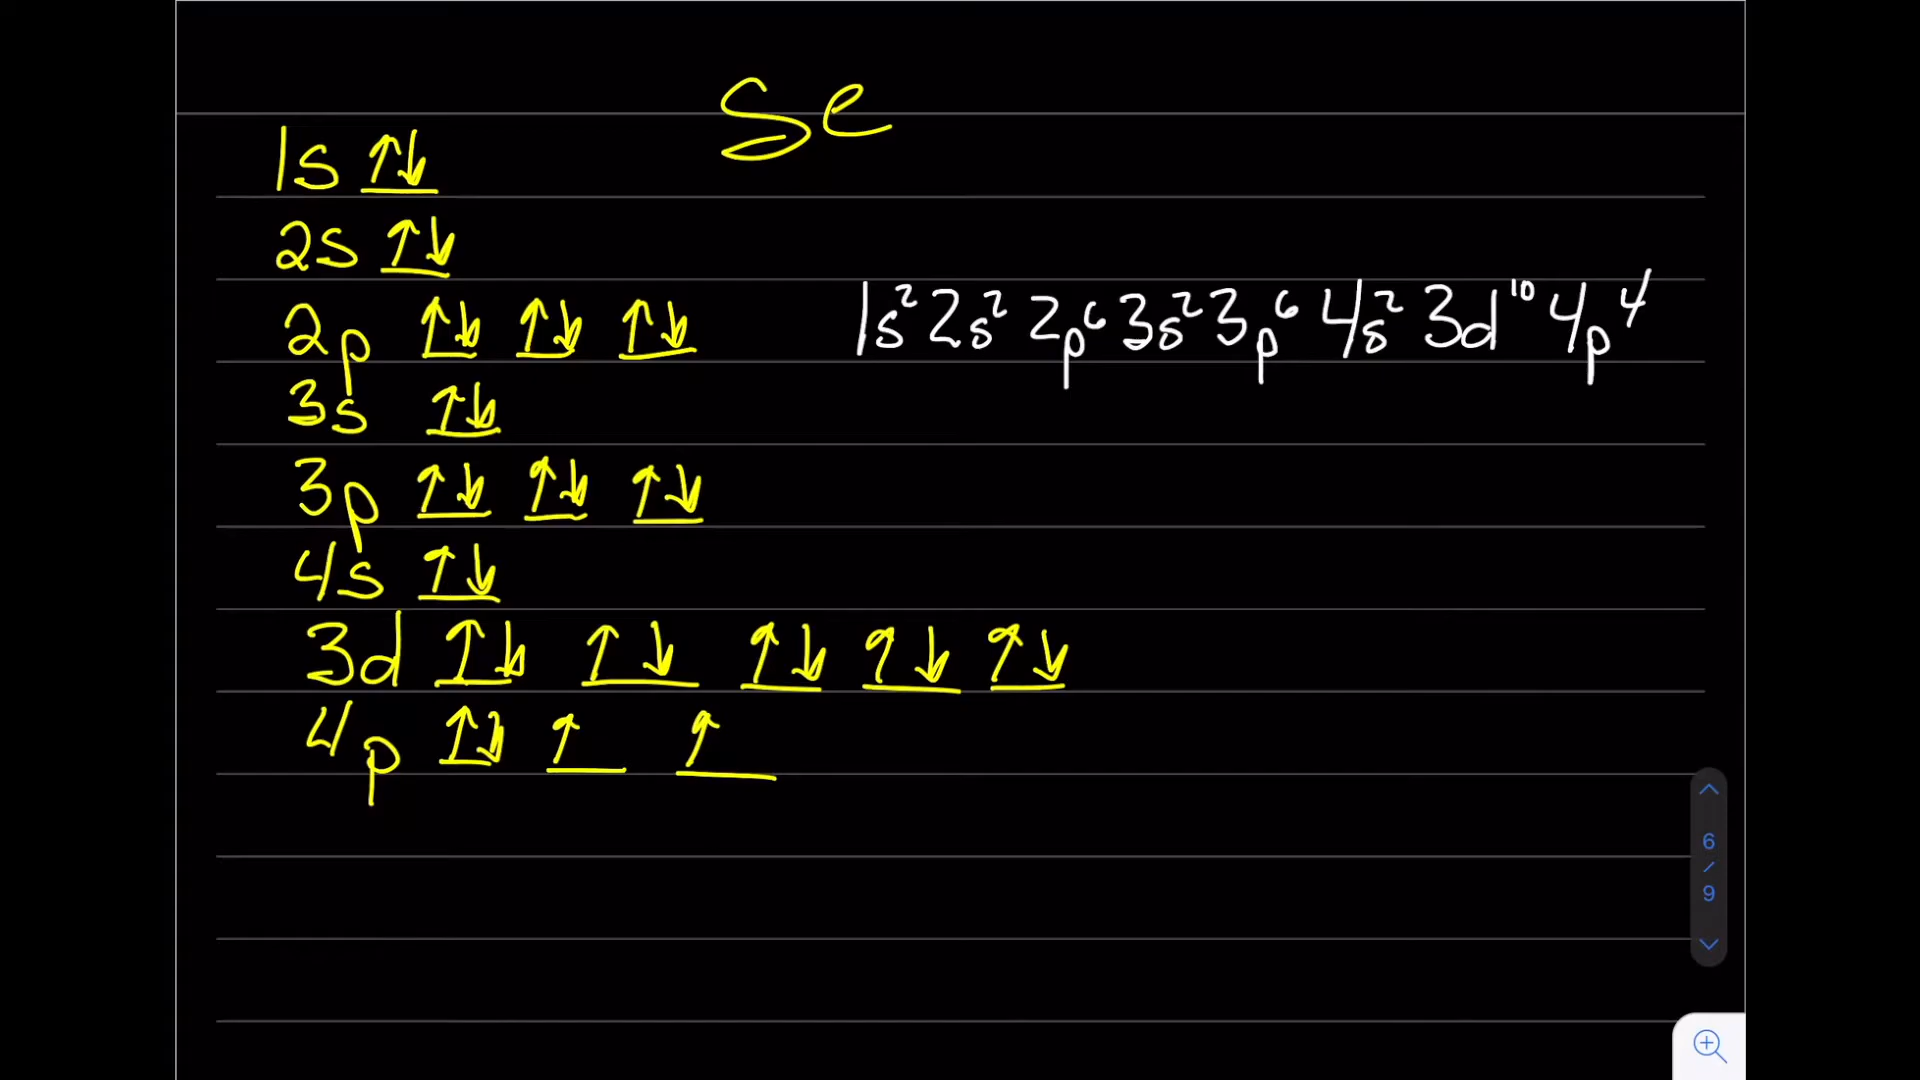 Se
1s ↑↓
2s ↑↓
2p ↑↓ ↑↓ ↑↓
1s² 2s² 2p⁶ 3s² 3p⁶ 4s² 3d¹⁰ 4p⁴
3s ↑↓
3p ↑↓ ↑↓ ↑↓
4s ↑↓
3d ↑↓ ↑↓ ↑↓ ↑↓ ↑↓
4p ↑↓ ↑ ↑
6
/
9